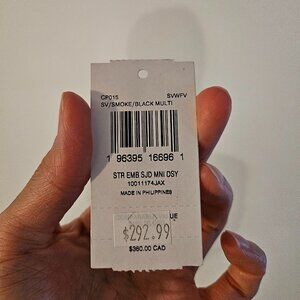 CP015 SVWFV
SV/SMOKE/BLACK MULTI
1 96395 16696 1
STR EMB SJD MNI DSY
10011174JAX
MADE IN PHILIPPINES
$292.99
$360.00 CAD